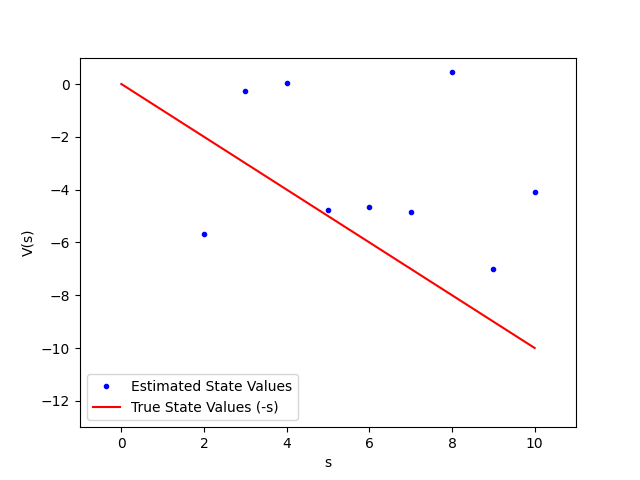 0
−2
−4
−6
−8
−10
−12
V(s)
Estimated State Values
True State Values (-s)
0 2 4 6 8 10
s